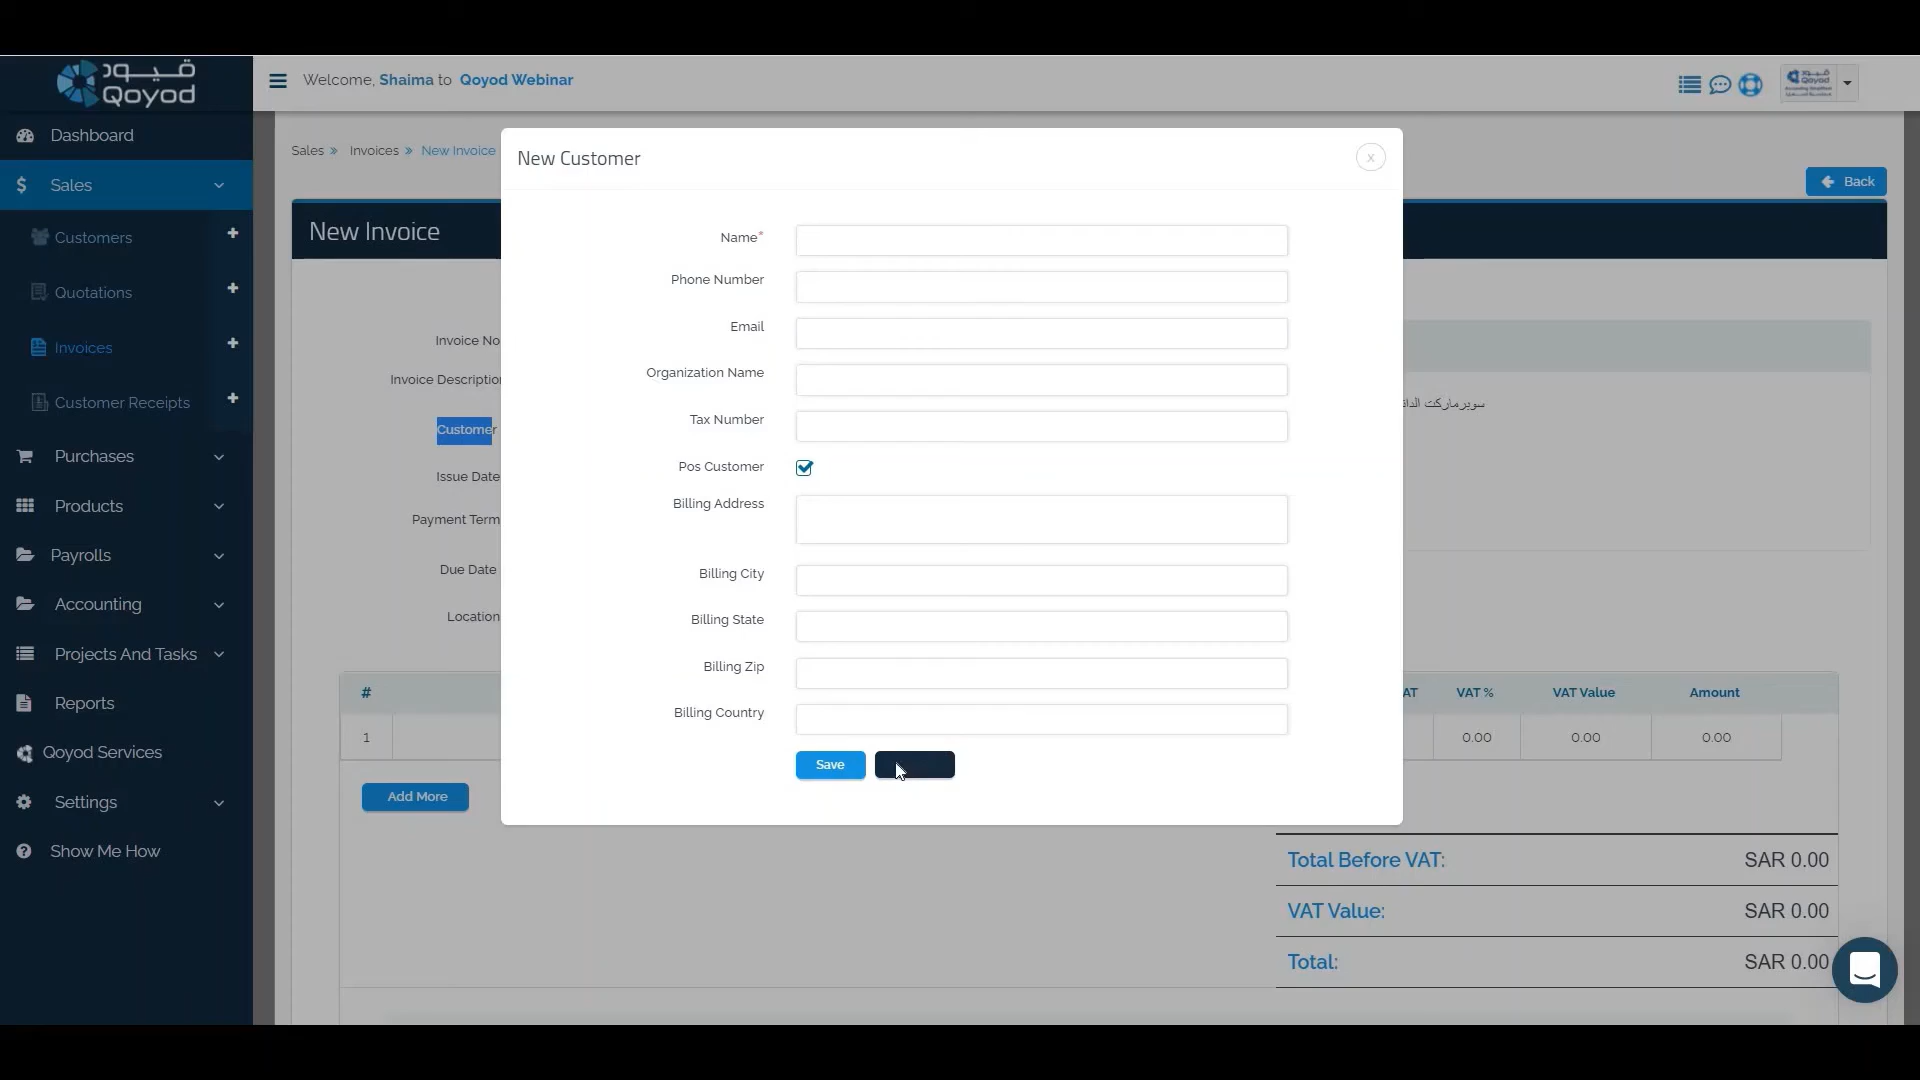 قيود
Qoyod
Welcome, Shaima to Qoyod Webinar
Dashboard
Sales
Customers
Quotations
Invoices
Customer Receipts
Purchases
Products
Payrolls
Accounting
Projects And Tasks
Reports
Qoyod Services
Settings
Show Me How
Sales » Invoices » New Invoice
Back
New Invoice
Invoice No
Invoice Description
Customer
Issue Date
Payment Term
Due Date
Location
سوبرماركت
#
VAT %
VAT Value
Amount
1
0.00
0.00
0.00
Add More
Total Before VAT:
SAR 0.00
VAT Value:
SAR 0.00
Total:
SAR 0.00
New Customer
x
Name*
Phone Number
Email
Organization Name
Tax Number
Pos Customer
Billing Address
Billing City
Billing State
Billing Zip
Billing Country
Save